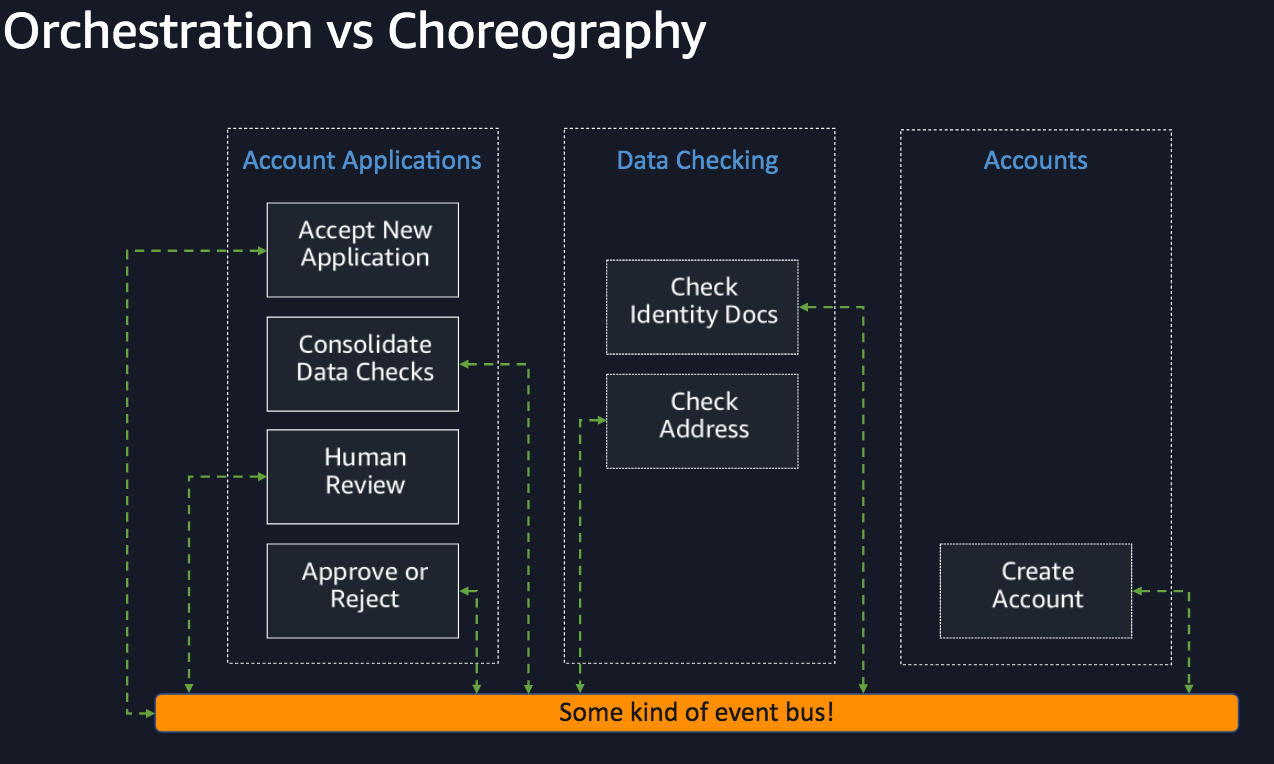 Orchestration vs Choreography
Account Applications
Accept New
Application
Consolidate
Data Checks
Human
Review
Approve or
Reject
Data Checking
Check
Identity Docs
Check
Address
Accounts
Create
Account
Some kind of event bus!